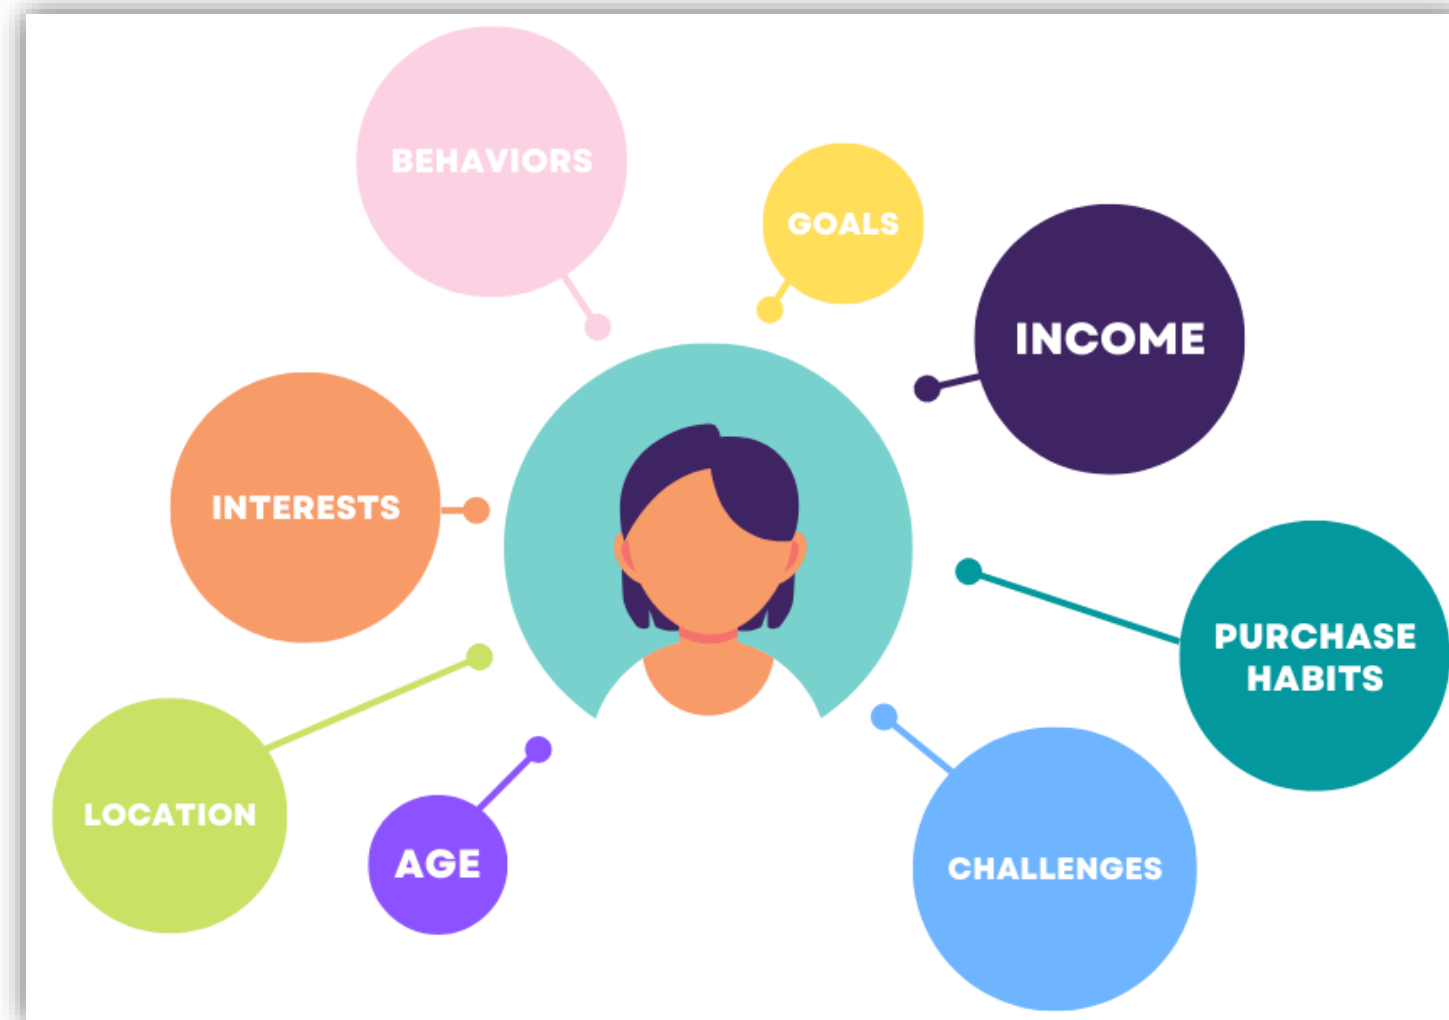 BEHAVIORS
GOALS
INCOME
INTERESTS
PURCHASE
HABITS
LOCATION
AGE
CHALLENGES